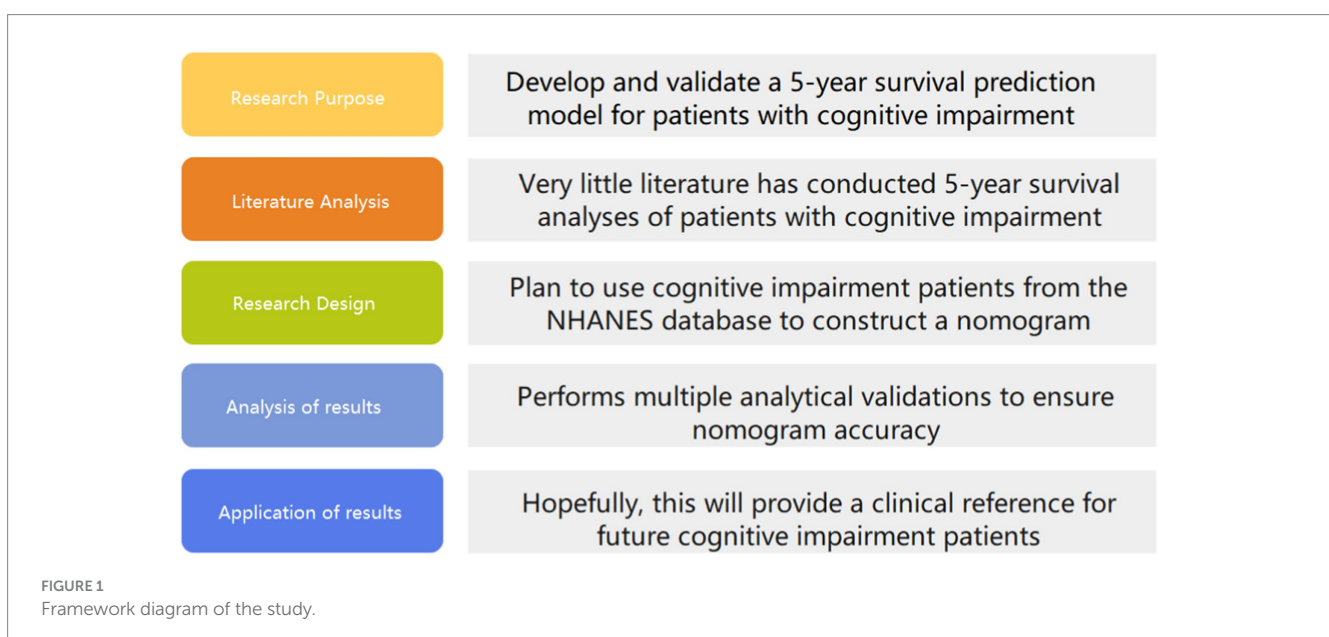 Research Purpose
Develop and validate a 5-year survival prediction
model for patients with cognitive impairment
Literature Analysis
Very little literature has conducted 5-year survival
analyses of patients with cognitive impairment
Research Design
Plan to use cognitive impairment patients from the
NHANES database to construct a nomogram
Analysis of results
Performs multiple analytical validations to ensure
nomogram accuracy
Application of results
Hopefully, this will provide a clinical reference for
future cognitive impairment patients
FIGURE 1
Framework diagram of the study.